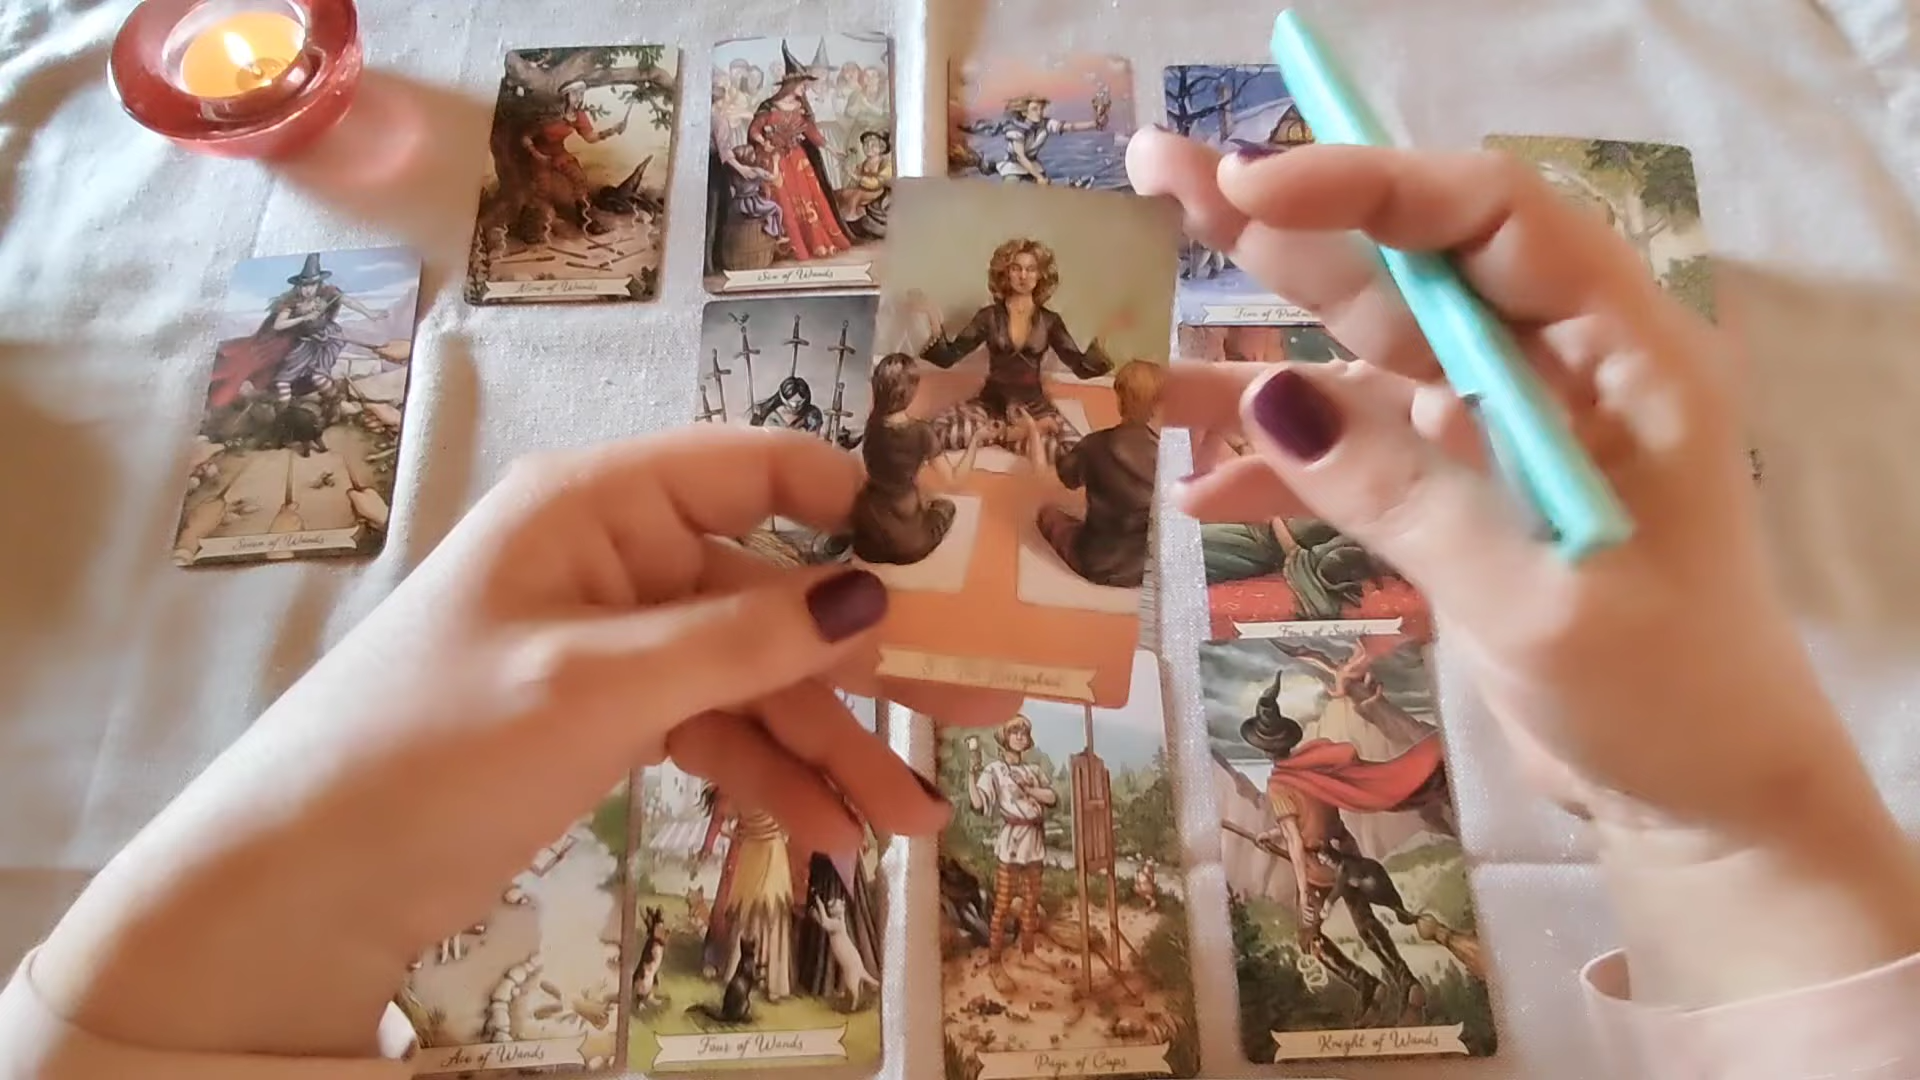 Nine of Wands
Six of Wands
Seven of Wands
Four of Swords
Ace of Wands
Four of Wands
Page of Cups
Knight of Wands